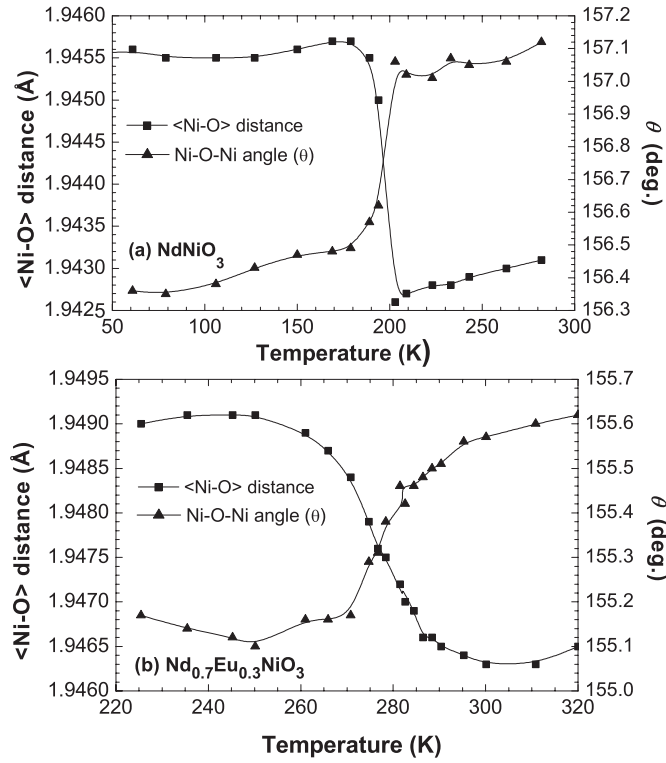 1.9460
1.9455
1.9450
1.9445
1.9440
1.9435
1.9430
1.9425
<Ni-O> distance (Å)
<Ni-O> distance
Ni-O-Ni angle (θ)
(a) NdNiO₃
157.2
157.1
157.0
156.9
156.8
156.7
156.6
156.5
156.4
156.3
θ (deg.)
50 100 150 200 250 300
Temperature (K)
1.9495
1.9490
1.9485
1.9480
1.9475
1.9470
1.9465
1.9460
<Ni-O> distance (Å)
<Ni-O> distance
Ni-O-Ni angle (θ)
(b) Nd₀.₇Eu₀.₃NiO₃
155.7
155.6
155.5
155.4
155.3
155.2
155.1
155.0
θ (deg.)
220 240 260 280 300 320
Temperature (K)